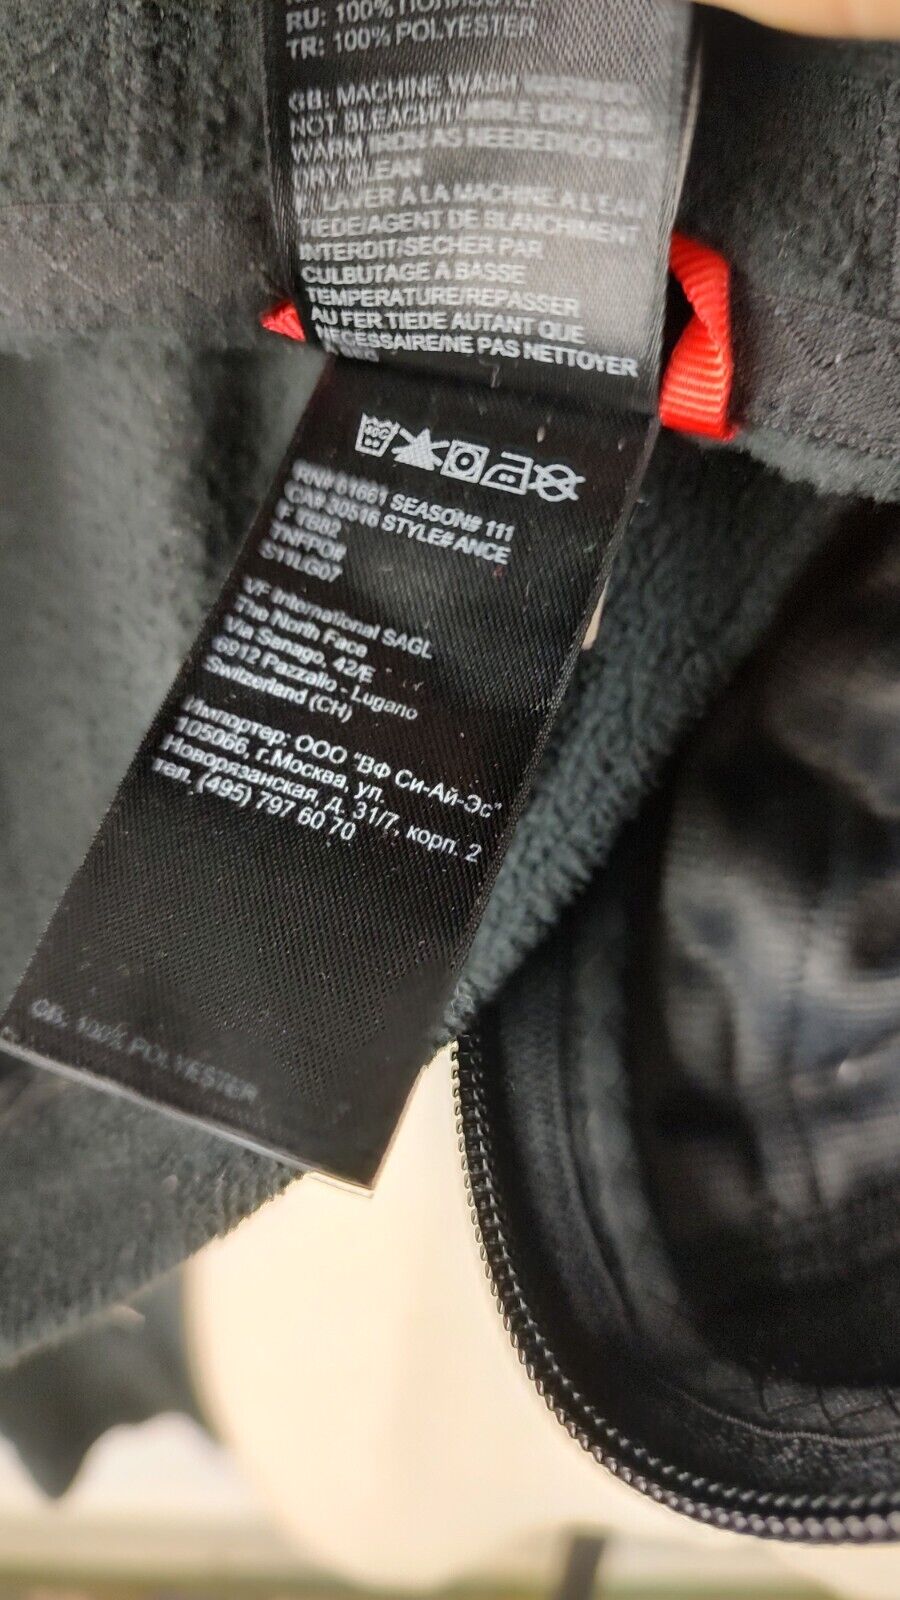 RU: 100% ПОЛИЭСТЕР
TR: 100% POLYESTER
GB: MACHINE WASH
NOT BLEACH/TUMBLE DRY LOW
WARM IRON AS NEEDED/DO NOT
DRY CLEAN
LAVER A LA MACHINE A L'EAU
TIEDE/AGENT DE BLANCHIMENT
INTERDIT/SECHER PAR
CULBUTAGE A BASSE
TEMPERATURE/REPASSER
AU FER TIEDE AUTANT QUE
NECESSAIRE/NE PAS NETTOYER
30C
RN# 61661 SEASON# 111
CA# 30516 STYLE# ANCE
F TB82
TNFPO#
S11LG07
VF International SAGL
The North Face
Via Senago, 42/E
6912 Pazzallo - Lugano
Switzerland (CH)
Импортер: ООО "ВФ Си-Ай-Эс"
105066, г.Москва, ул.
Новорязанская, д. 31/7, корп. 2
тел. (495) 797 60 70
GB: 100% POLYESTER